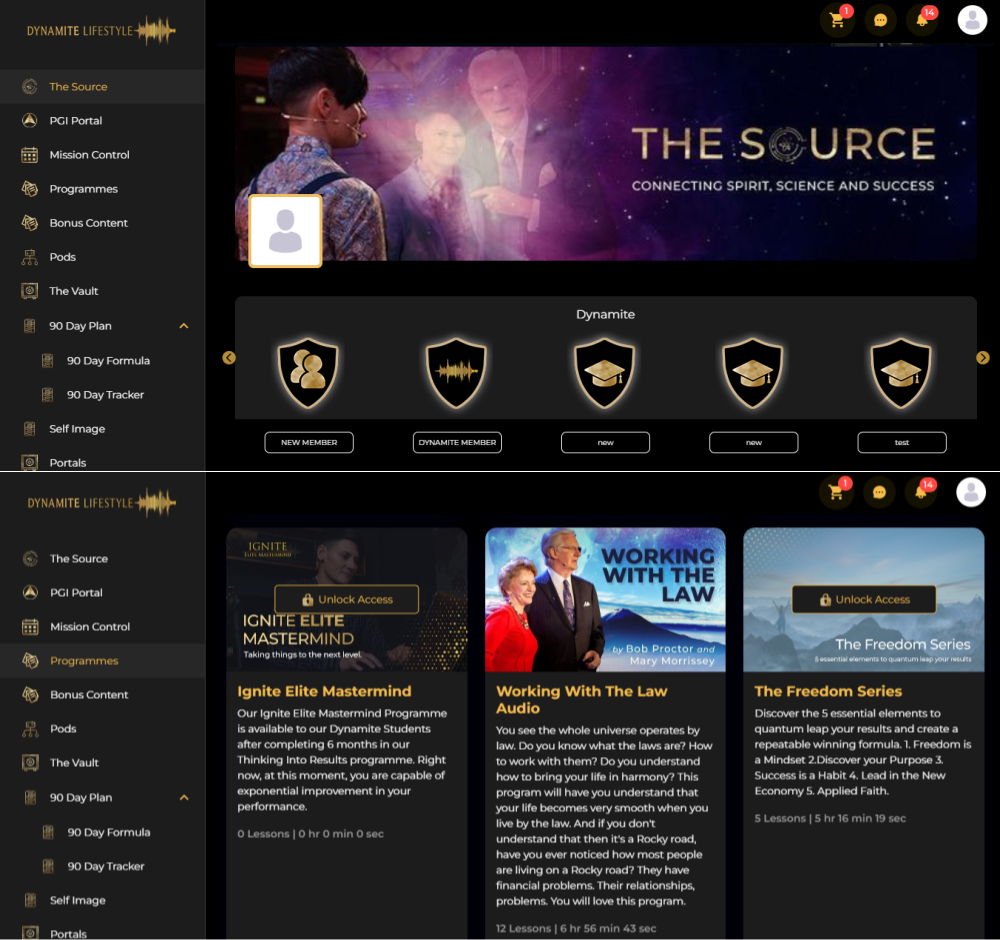 DYNAMITE LIFESTYLE
1
14
The Source
PGI Portal
Mission Control
Programmes
Bonus Content
Pods
The Vault
90 Day Plan
90 Day Formula
90 Day Tracker
Self Image
Portals
THE SOURCE
CONNECTING SPIRIT, SCIENCE AND SUCCESS
Dynamite
NEW MEMBER
DYNAMITE MEMBER
new
new
test
DYNAMITE LIFESTYLE
1
14
The Source
PGI Portal
Mission Control
Programmes
Bonus Content
Pods
The Vault
90 Day Plan
90 Day Formula
90 Day Tracker
Self Image
Portals
IGNITE
ELITE MASTERMIND
Unlock Access
IGNITE ELITE
MASTERMIND
Taking things to the next level.
Ignite Elite Mastermind
Our Ignite Elite Mastermind Programme
is available to our Dynamite Students
after completing 6 months in our
Thinking Into Results programme. Right
now, at this moment, you are capable of
exponential improvement in your
performance.
0 Lessons | 0 hr 0 min 0 sec
WORKING
WITH THE
LAW
by Bob Proctor and
Mary Morrissey
Working With The Law
Audio
You see the whole universe operates by
law. Do you know what the laws are? How
to work with them? Do you understand
how to bring your life in harmony? This
program will have you understand that
your life becomes very smooth when you
live by the law. And if you don't
understand that then it's a Rocky road,
have you ever noticed how most people
are living on a Rocky road? They have
financial problems. Their relationships,
problems. You will love this program.
12 Lessons | 6 hr 56 min 43 sec
Unlock Access
The Freedom Series
5 essential elements to quantum leap your results
The Freedom Series
Discover the 5 essential elements to
quantum leap your results and create a
repeatable winning formula. 1. Freedom is
a Mindset 2.Discover your Purpose 3.
Success is a Habit 4. Lead in the New
Economy 5. Applied Faith.
5 Lessons | 5 hr 16 min 19 sec